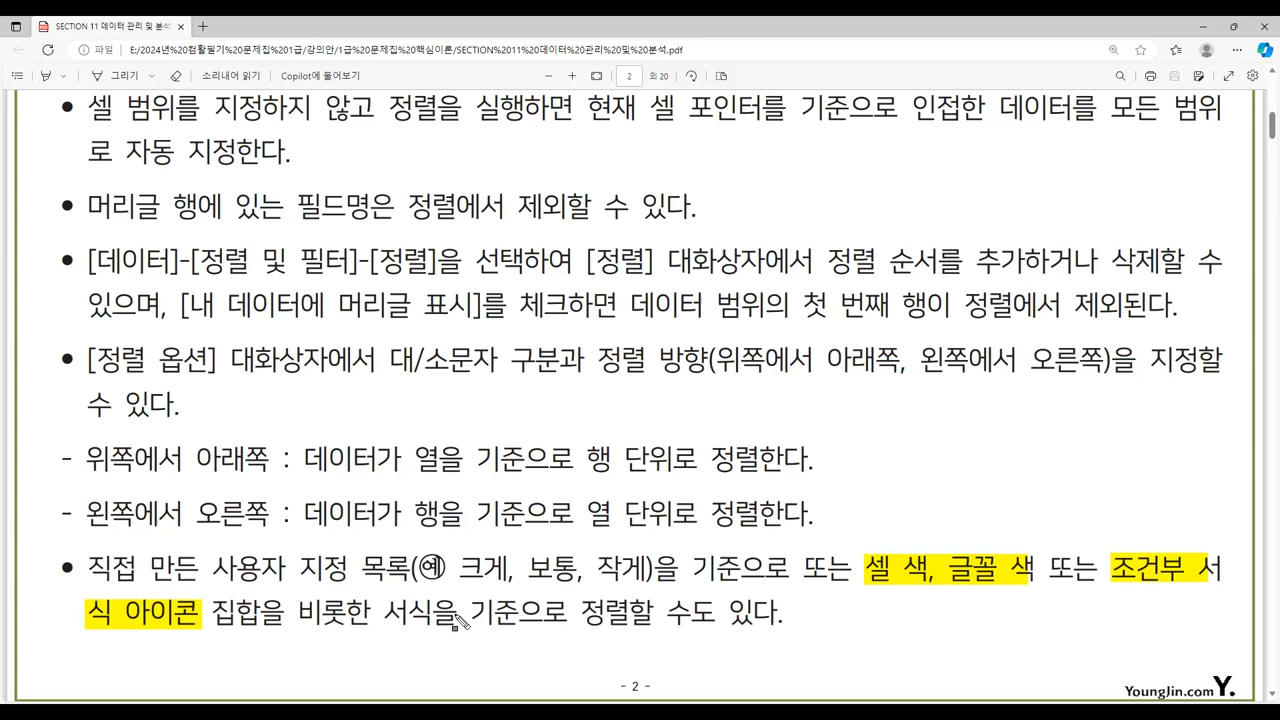 SECTION 11 데이터 관리 및 분석
파일 E:/2024년%20컴활필기%20문제집%201급/강의안/1급%20문제집%20핵심이론/SECTION%2011%20데이터%20관리%20및%20분석.pdf
그리기 소리내어 읽기 Copilot에 물어보기 2 의 20
• 셀 범위를 지정하지 않고 정렬을 실행하면 현재 셀 포인터를 기준으로 인접한 데이터를 모든 범위
로 자동 지정한다.
• 머리글 행에 있는 필드명은 정렬에서 제외할 수 있다.
• [데이터]-[정렬 및 필터]-[정렬]을 선택하여 [정렬] 대화상자에서 정렬 순서를 추가하거나 삭제할 수
있으며, [내 데이터에 머리글 표시]를 체크하면 데이터 범위의 첫 번째 행이 정렬에서 제외된다.
• [정렬 옵션] 대화상자에서 대/소문자 구분과 정렬 방향(위쪽에서 아래쪽, 왼쪽에서 오른쪽)을 지정할
수 있다.
- 위쪽에서 아래쪽 : 데이터가 열을 기준으로 행 단위로 정렬한다.
- 왼쪽에서 오른쪽 : 데이터가 행을 기준으로 열 단위로 정렬한다.
• 직접 만든 사용자 지정 목록(예 크게, 보통, 작게)을 기준으로 또는 셀 색, 글꼴 색 또는 조건부 서
식 아이콘 집합을 비롯한 서식을 기준으로 정렬할 수도 있다.
- 2 -
YoungJin.com Y.